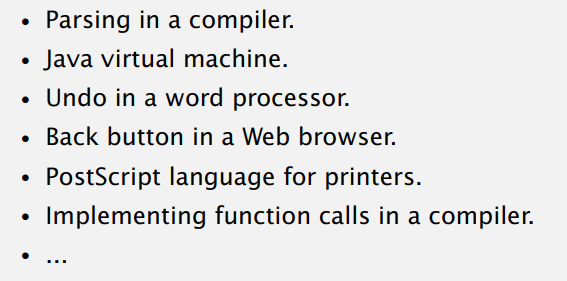 • Parsing in a compiler.
• Java virtual machine.
• Undo in a word processor.
• Back button in a Web browser.
• PostScript language for printers.
• Implementing function calls in a compiler.
• ...